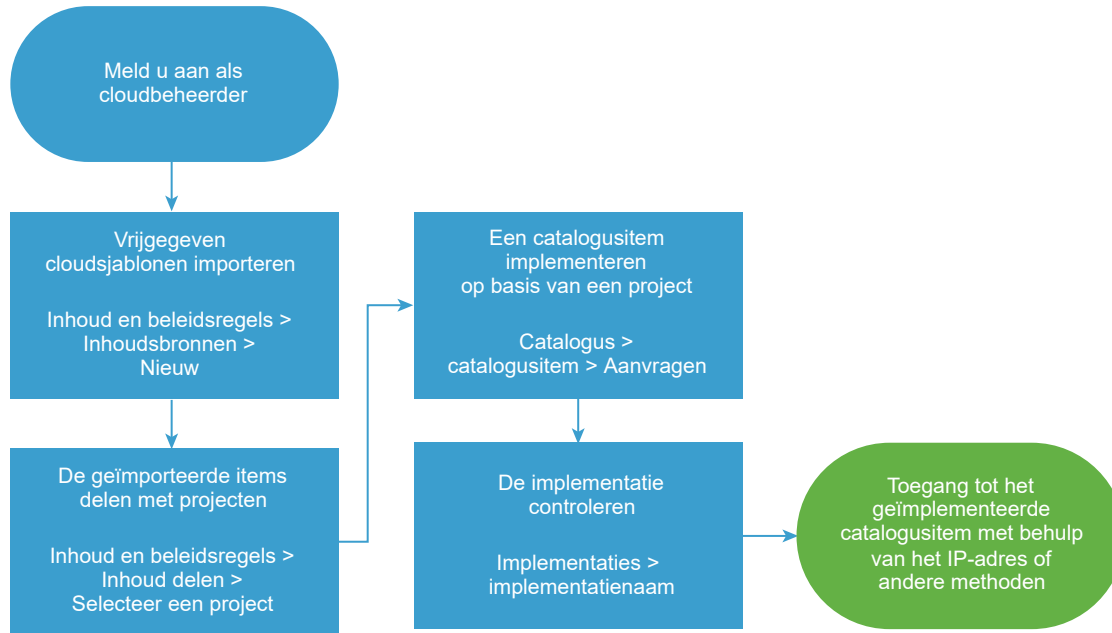 Meld u aan als
cloudbeheerder
Vrijgegeven
cloudsjablonen importeren
Inhoud en beleidsregels >
Inhoudsbronnen >
Nieuw
De geïmporteerde items
delen met projecten
Inhoud en beleidsregels >
Inhoud delen >
Selecteer een project
Een catalogusitem
implementeren
op basis van een project
Catalogus >
catalogusitem > Aanvragen
De implementatie
controleren
Implementaties >
implementatienaam
Toegang tot het
geïmplementeerde
catalogusitem met behulp
van het IP-adres of
andere methoden